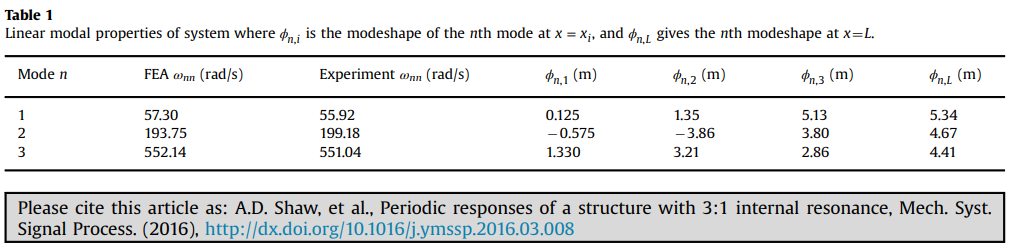 Table 1
Linear modal properties of system where ϕn,i is the modeshape of the nth mode at x = xi, and ϕn,L gives the nth modeshape at x=L.
Mode n FEA ωnn (rad/s) Experiment ωnn (rad/s) ϕn,1 (m) ϕn,2 (m) ϕn,3 (m) ϕn,L (m)
1 57.30 55.92 0.125 1.35 5.13 5.34
2 193.75 199.18 −0.575 −3.86 3.80 4.67
3 552.14 551.04 1.330 3.21 2.86 4.41
Please cite this article as: A.D. Shaw, et al., Periodic responses of a structure with 3:1 internal resonance, Mech. Syst.
Signal Process. (2016), http://dx.doi.org/10.1016/j.ymssp.2016.03.008